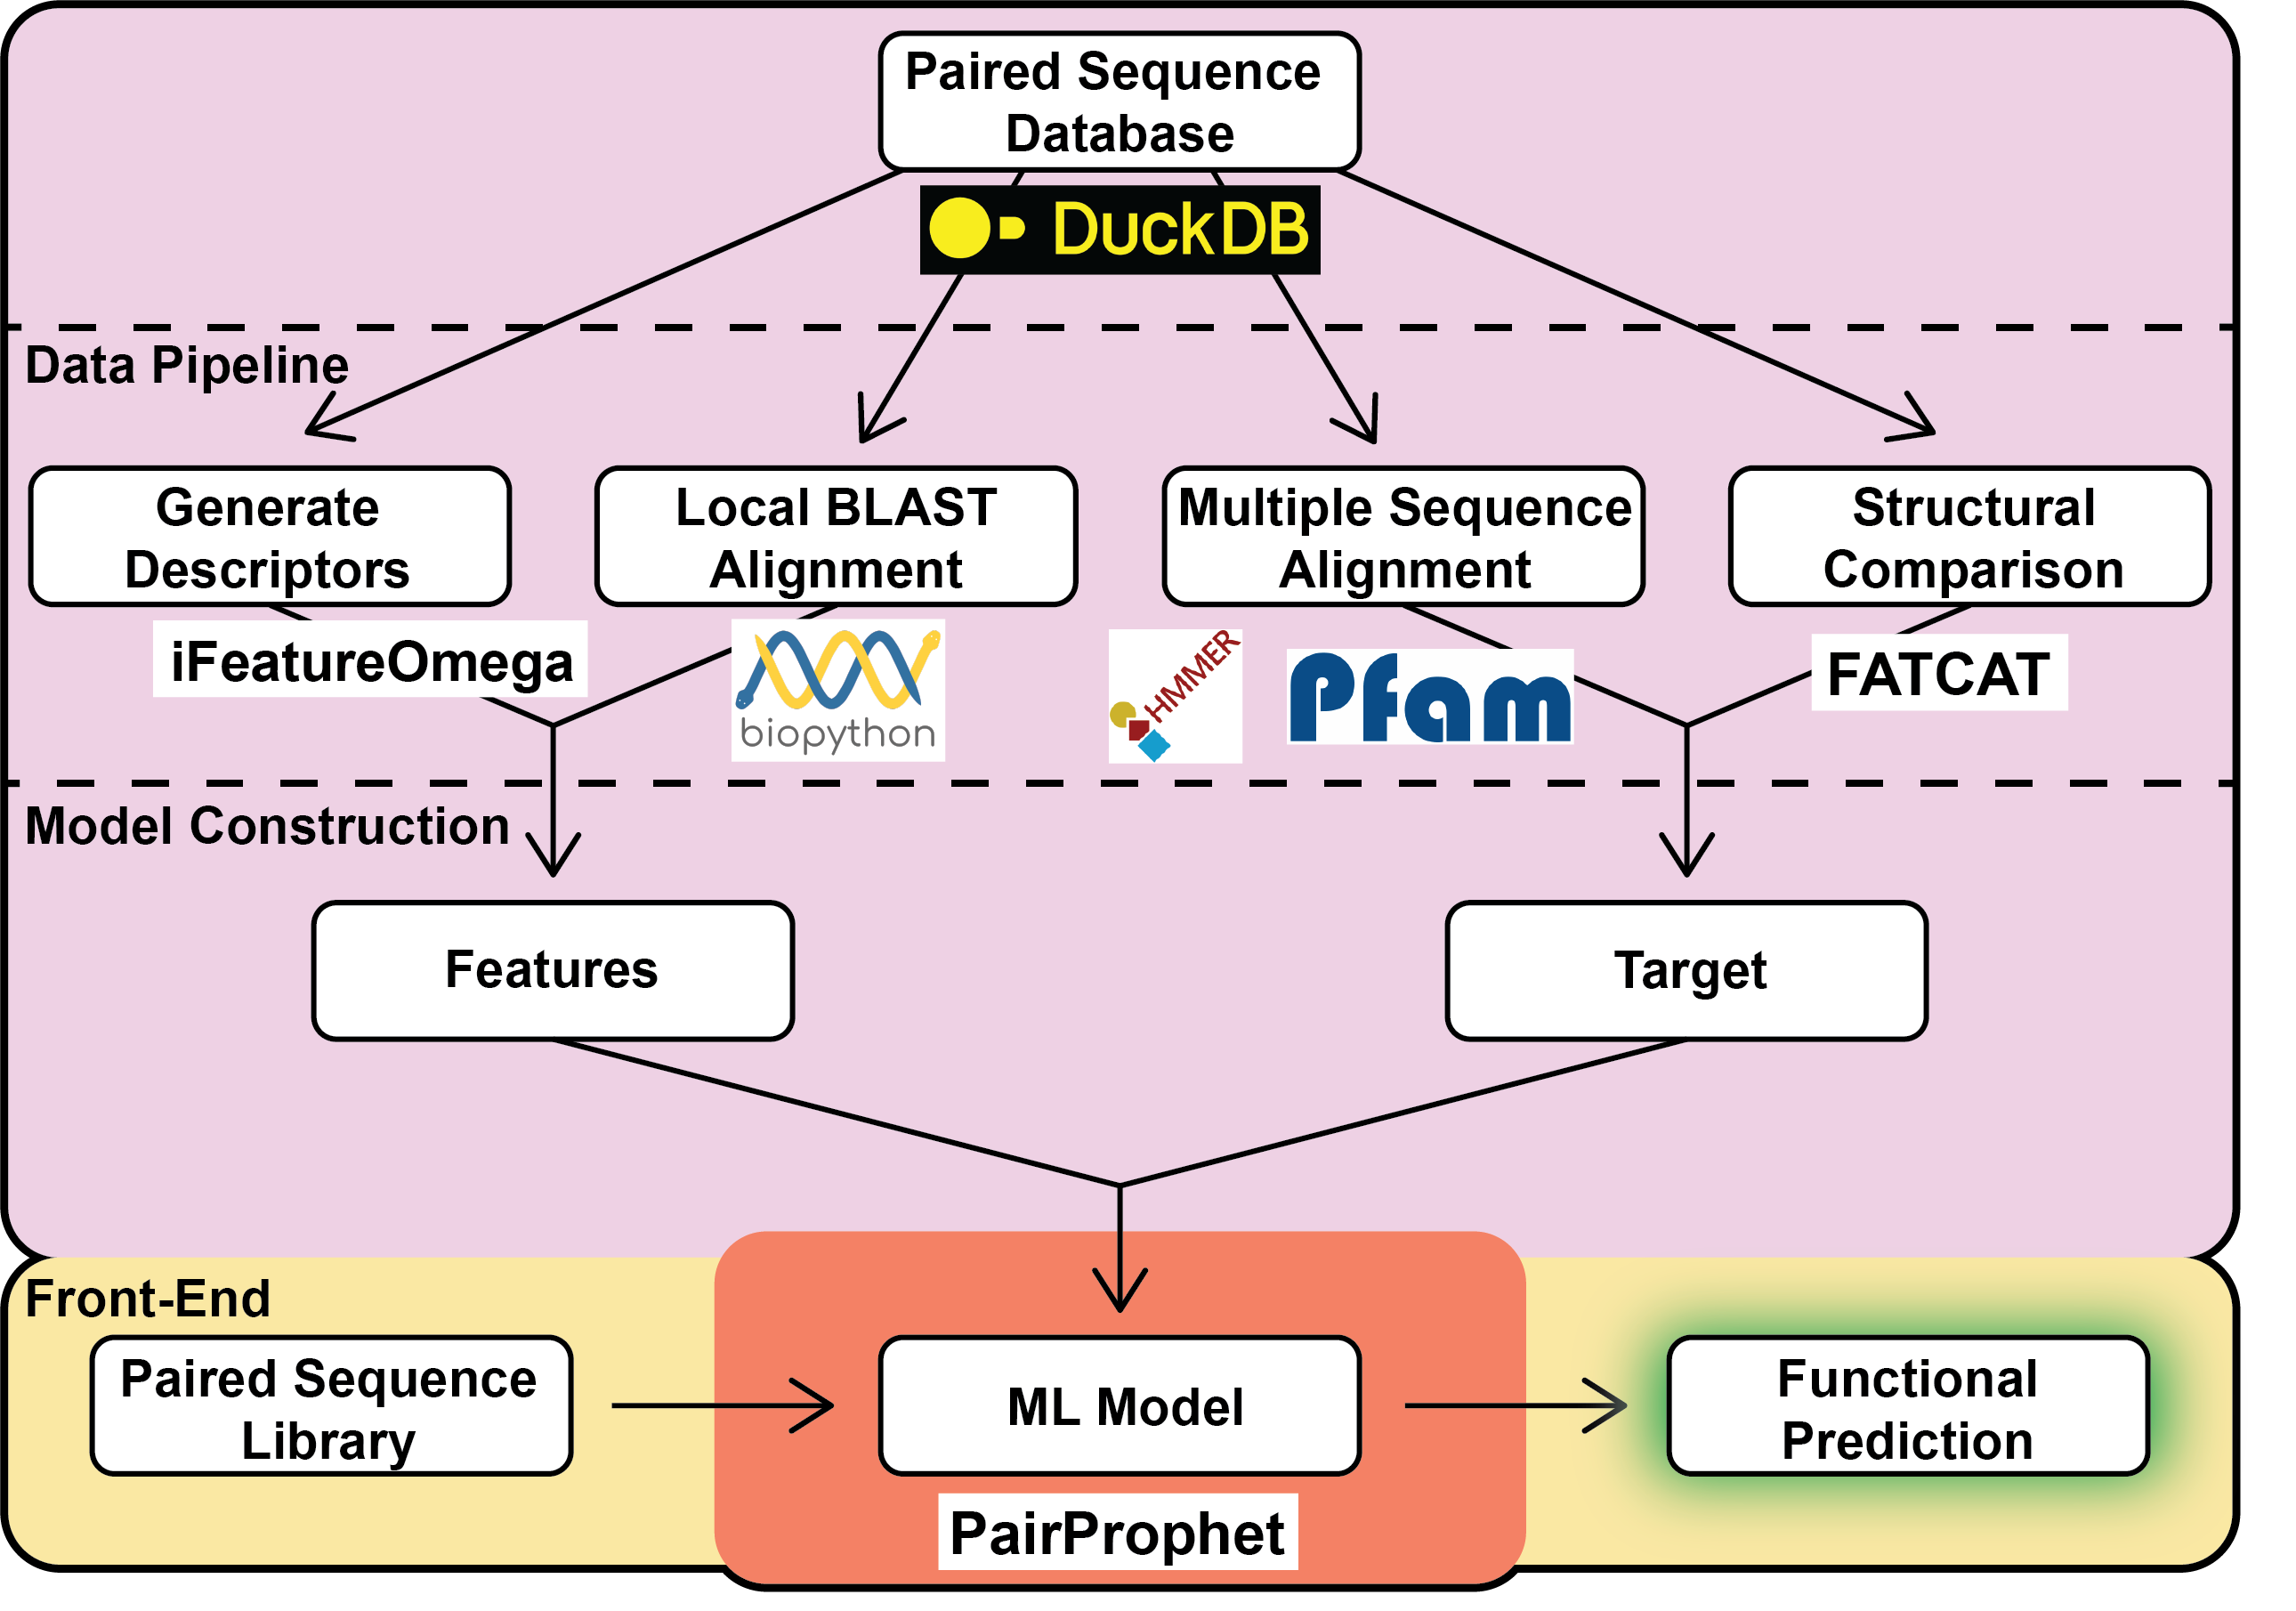 Paired Sequence
Database
DuckDB
Data Pipeline
Generate
Descriptors
Local BLAST
Alignment
Multiple Sequence
Alignment
Structural
Comparison
iFeatureOmega
biopython
HMMER
Pfam
FATCAT
Model Construction
Features
Target
Front-End
Paired Sequence
Library
ML Model
Functional
Prediction
PairProphet